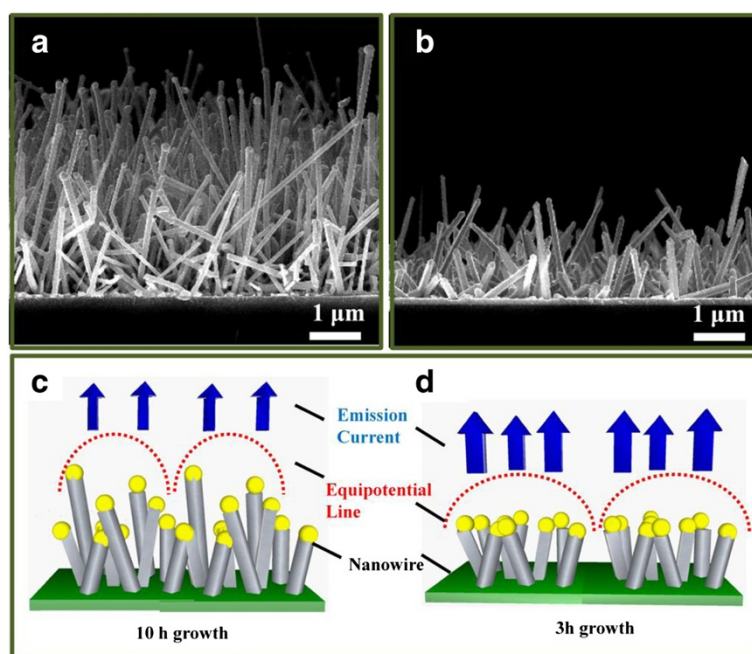 a
b
1 μm
1 μm
c
d
Emission
Current
Equipotential
Line
Nanowire
10 h growth
3h growth